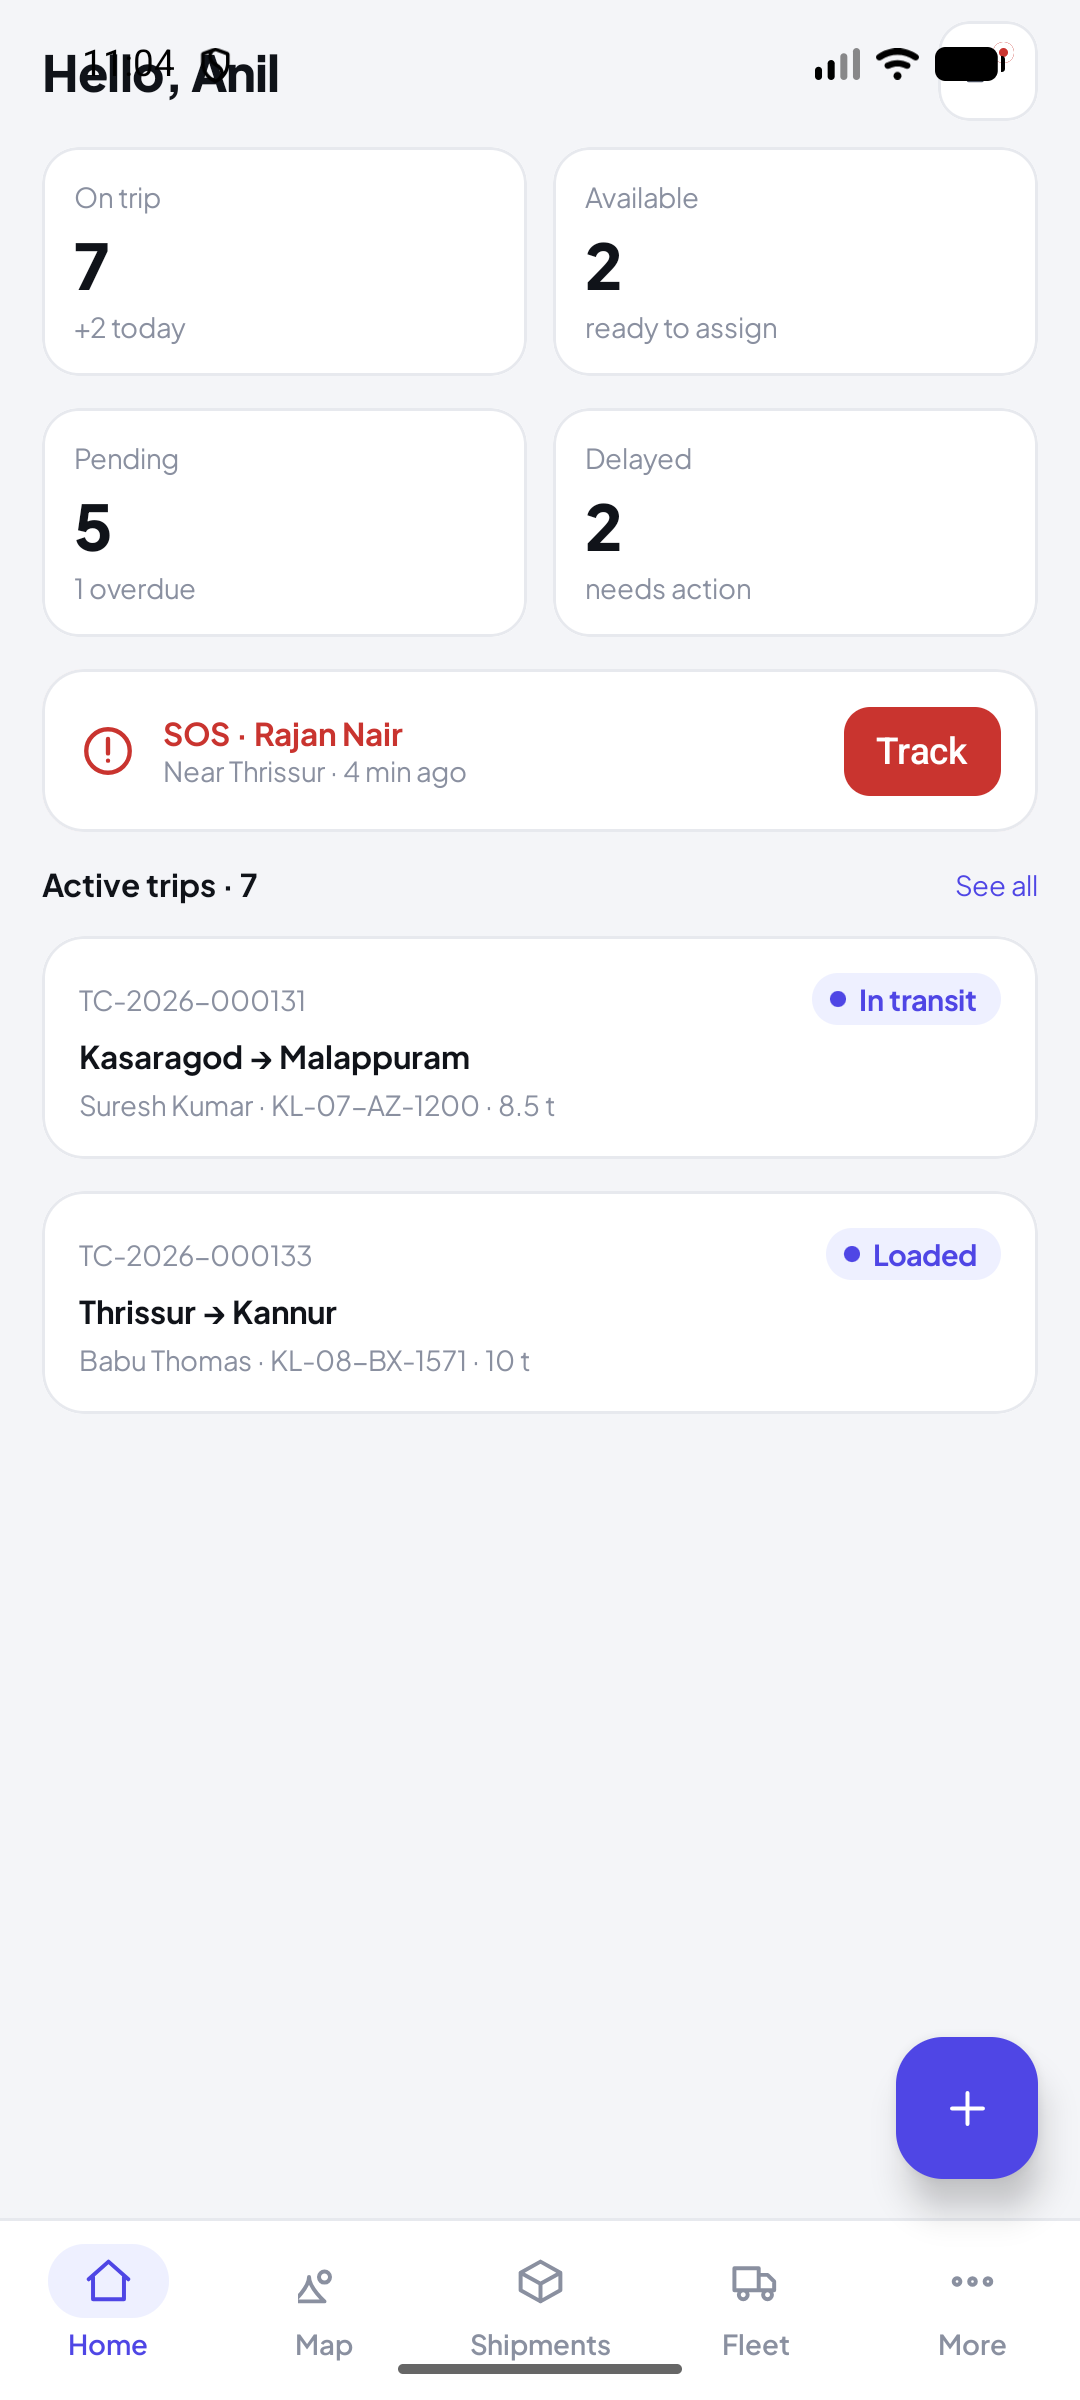 11:04
Hello, Anil
On trip
7
+2 today
Available
2
ready to assign
Pending
5
1 overdue
Delayed
2
needs action
SOS · Rajan Nair
Near Thrissur · 4 min ago
Track
Active trips · 7
See all
TC-2026-000131
In transit
Kasaragod → Malappuram
Suresh Kumar · KL-07-AZ-1200 · 8.5 t
TC-2026-000133
Loaded
Thrissur → Kannur
Babu Thomas · KL-08-BX-1571 · 10 t
Home
Map
Shipments
Fleet
More